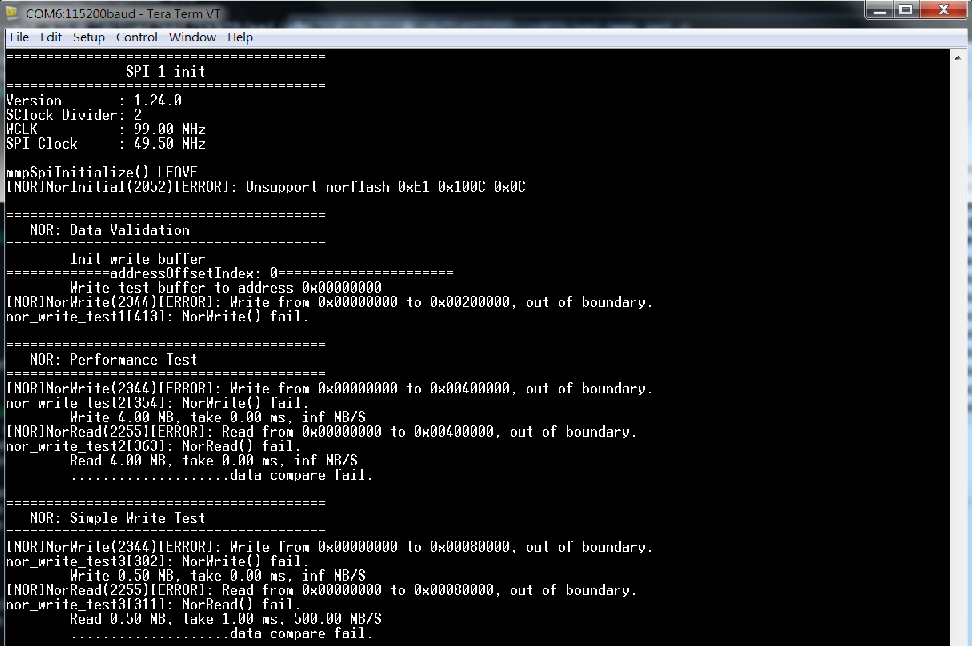 COM6:115200baud - Tera Term VT
File Edit Setup Control Window Help
========================================
SPI 1 init
========================================
Version : 1.24.0
SClock Divider: 2
WCLK : 99.00 MHz
SPI Clock : 49.50 MHz
mmpSpiInitialize() LEAVE
[NOR]NorInitial(2052)[ERROR]: Unsupport norflash 0xE1 0x100C 0x0C
========================================
NOR: Data Validation
========================================
Init write buffer
=============addressOffsetIndex: 0======================
Write test buffer to address 0x00000000
[NOR]NorWrite(2344)[ERROR]: Write from 0x00000000 to 0x00200000, out of boundary.
nor_write_test1[413]: NorWrite() fail.
========================================
NOR: Performance Test
========================================
[NOR]NorWrite(2344)[ERROR]: Write from 0x00000000 to 0x00400000, out of boundary.
nor_write_test2[354]: NorWrite() fail.
Write 4.00 MB, take 0.00 ms, inf MB/S
[NOR]NorRead(2255)[ERROR]: Read from 0x00000000 to 0x00400000, out of boundary.
nor_write_test2[363]: NorRead() fail.
Read 4.00 MB, take 0.00 ms, inf MB/S
....................data compare fail.
========================================
NOR: Simple Write Test
========================================
[NOR]NorWrite(2344)[ERROR]: Write from 0x00000000 to 0x00080000, out of boundary.
nor_write_test3[302]: NorWrite() fail.
Write 0.50 MB, take 0.00 ms, inf MB/S
[NOR]NorRead(2255)[ERROR]: Read from 0x00000000 to 0x00080000, out of boundary.
nor_write_test3[311]: NorRead() fail.
Read 0.50 MB, take 1.00 ms, 500.00 MB/S
....................data compare fail.